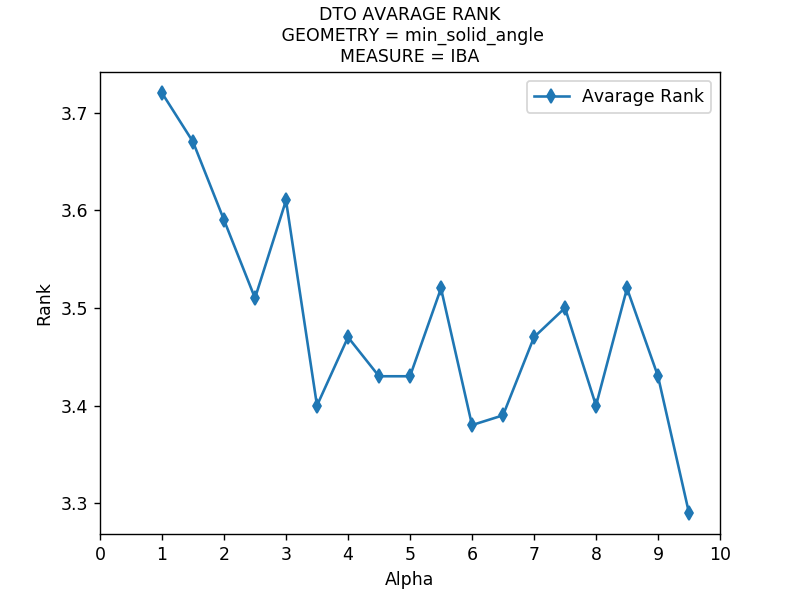 DTO AVARAGE RANK
GEOMETRY = min_solid_angle
MEASURE = IBA
Avarage Rank
3.7
3.6
3.5
3.4
3.3
Rank
0 1 2 3 4 5 6 7 8 9 10
Alpha